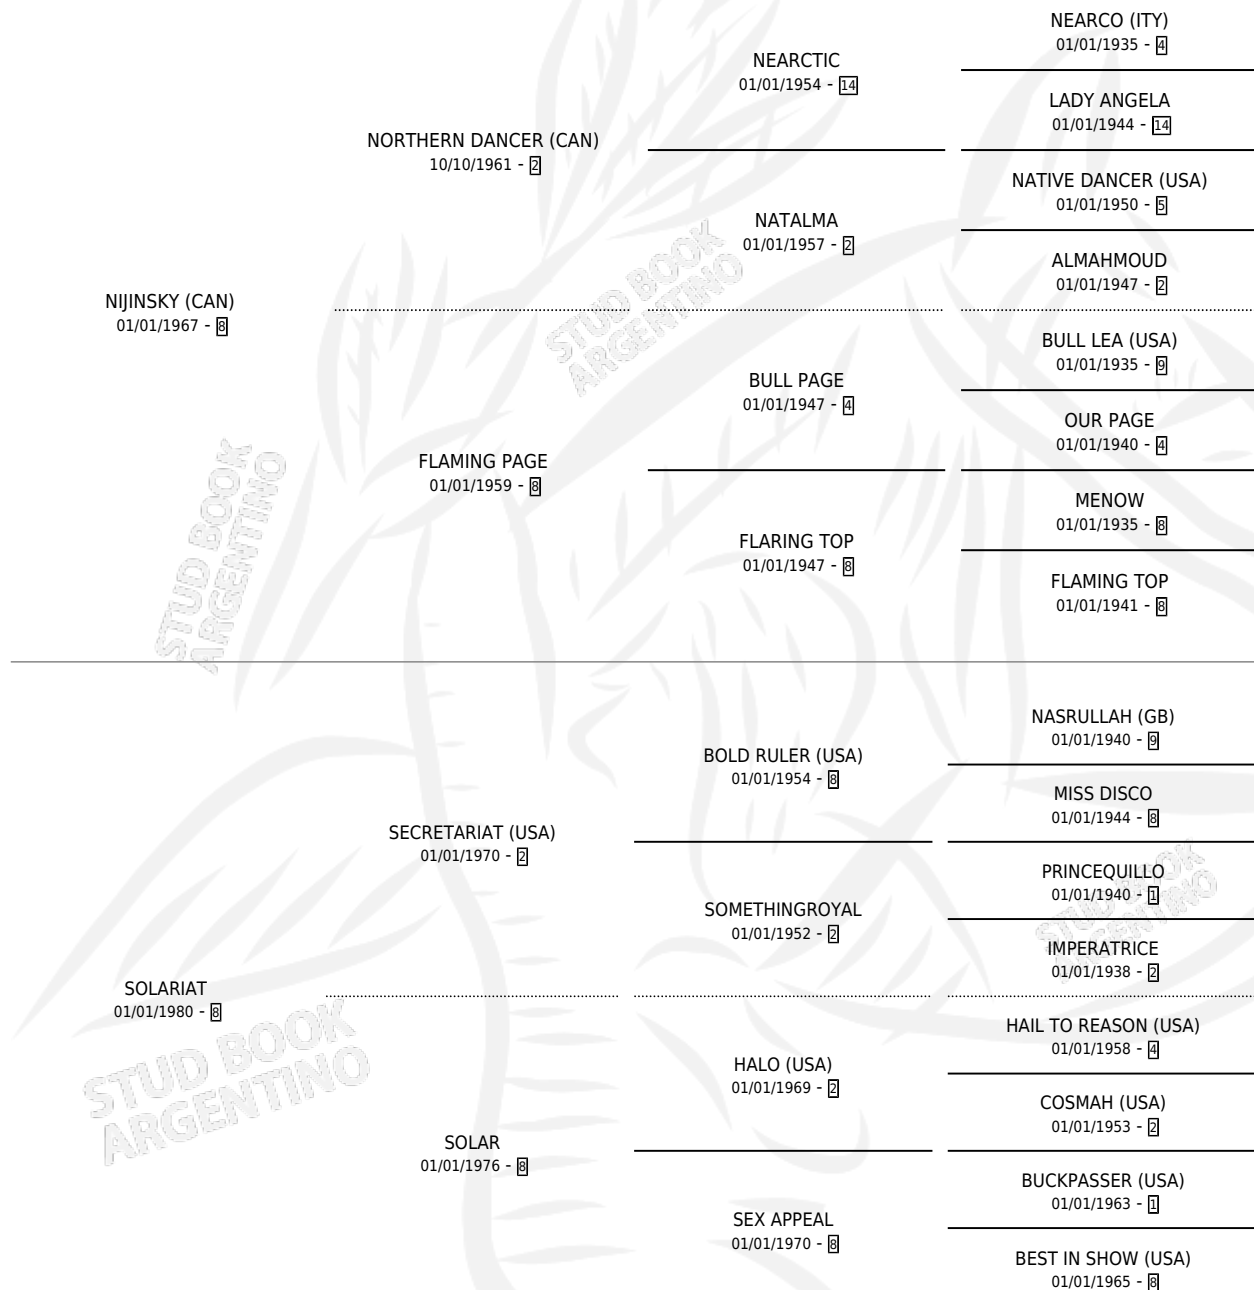 NEARCO (ITY)
01/01/1935 - 4
NEARCTIC
01/01/1954 - 14
LADY ANGELA
01/01/1944 - 14
NORTHERN DANCER (CAN)
10/10/1961 - 2
NATIVE DANCER (USA)
01/01/1950 - 5
NATALMA
01/01/1957 - 2
ALMAHMOUD
01/01/1947 - 2
NIJINSKY (CAN)
01/01/1967 - 8
BULL LEA (USA)
01/01/1935 - 9
BULL PAGE
01/01/1947 - 4
OUR PAGE
01/01/1940 - 4
FLAMING PAGE
01/01/1959 - 8
MENOW
01/01/1935 - 8
FLARING TOP
01/01/1947 - 8
FLAMING TOP
01/01/1941 - 8
STUD BOOK
ARGENTINO
STUD BOOK
ARGENTINO
NASRULLAH (GB)
01/01/1940 - 9
BOLD RULER (USA)
01/01/1954 - 8
MISS DISCO
01/01/1944 - 8
SECRETARIAT (USA)
01/01/1970 - 2
PRINCEQUILLO
01/01/1940 - 1
SOMETHINGROYAL
01/01/1952 - 2
IMPERATRICE
01/01/1938 - 2
STUD BOOK
ARGENTINO
SOLARIAT
01/01/1980 - 8
HAIL TO REASON (USA)
01/01/1958 - 4
HALO (USA)
01/01/1969 - 2
COSMAH (USA)
01/01/1953 - 2
STUD BOOK
ARGENTINO
SOLAR
01/01/1976 - 8
BUCKPASSER (USA)
01/01/1963 - 1
SEX APPEAL
01/01/1970 - 8
BEST IN SHOW (USA)
01/01/1965 - 8